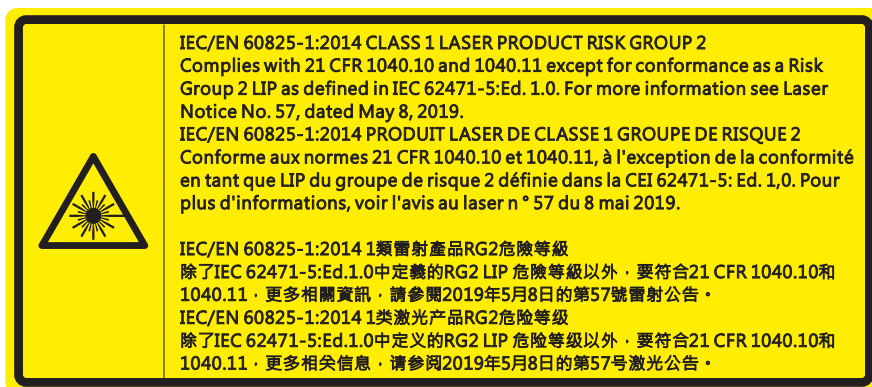 IEC/EN 60825-1:2014 CLASS 1 LASER PRODUCT RISK GROUP 2
Complies with 21 CFR 1040.10 and 1040.11 except for conformance as a Risk
Group 2 LIP as defined in IEC 62471-5:Ed. 1.0. For more information see Laser
Notice No. 57, dated May 8, 2019.
IEC/EN 60825-1:2014 PRODUIT LASER DE CLASSE 1 GROUPE DE RISQUE 2
Conforme aux normes 21 CFR 1040.10 et 1040.11, à l'exception de la conformité
en tant que LIP du groupe de risque 2 définie dans la CEI 62471-5: Ed. 1,0. Pour
plus d'informations, voir l'avis au laser n ° 57 du 8 mai 2019.
IEC/EN 60825-1:2014 1類雷射產品RG2危險等級
除了IEC 62471-5:Ed.1.0中定義的RG2 LIP 危險等級以外，要符合21 CFR 1040.10和
1040.11，更多相關資訊，請參閱2019年5月8日的第57號雷射公告。
IEC/EN 60825-1:2014 1类激光产品RG2危险等级
除了IEC 62471-5:Ed.1.0中定义的RG2 LIP 危险等级以外，要符合21 CFR 1040.10和
1040.11，更多相关信息，请参阅2019年5月8日的第57号激光公告。